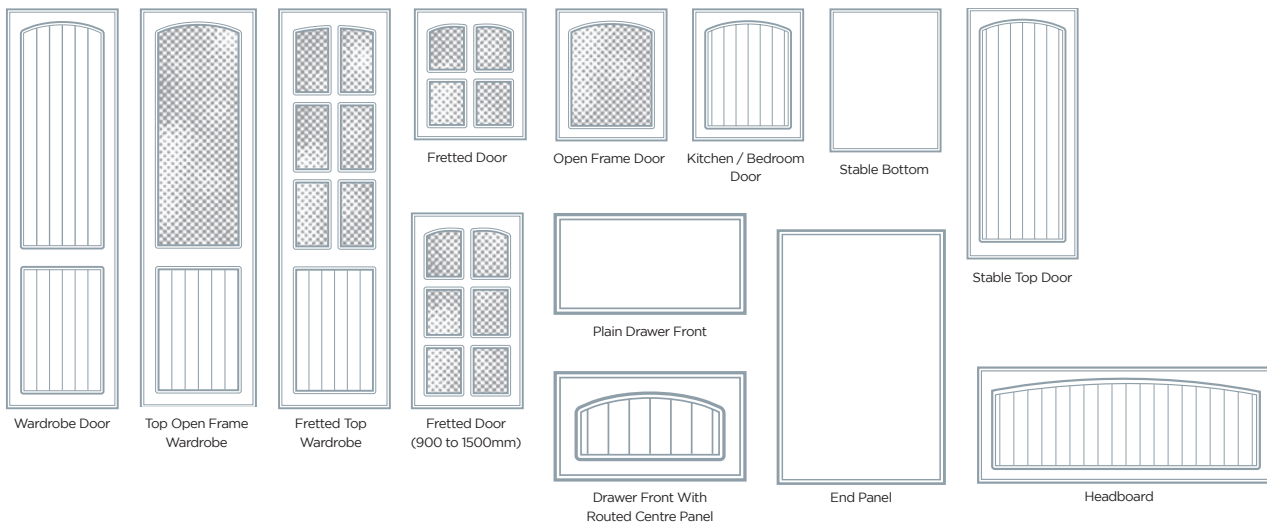 Fretted Door
Open Frame Door
Kitchen / Bedroom
Door
Stable Bottom
Stable Top Door
Plain Drawer Front
Wardrobe Door
Top Open Frame
Wardrobe
Fretted Top
Wardrobe
Fretted Door
(900 to 1500mm)
Drawer Front With
Routed Centre Panel
End Panel
Headboard